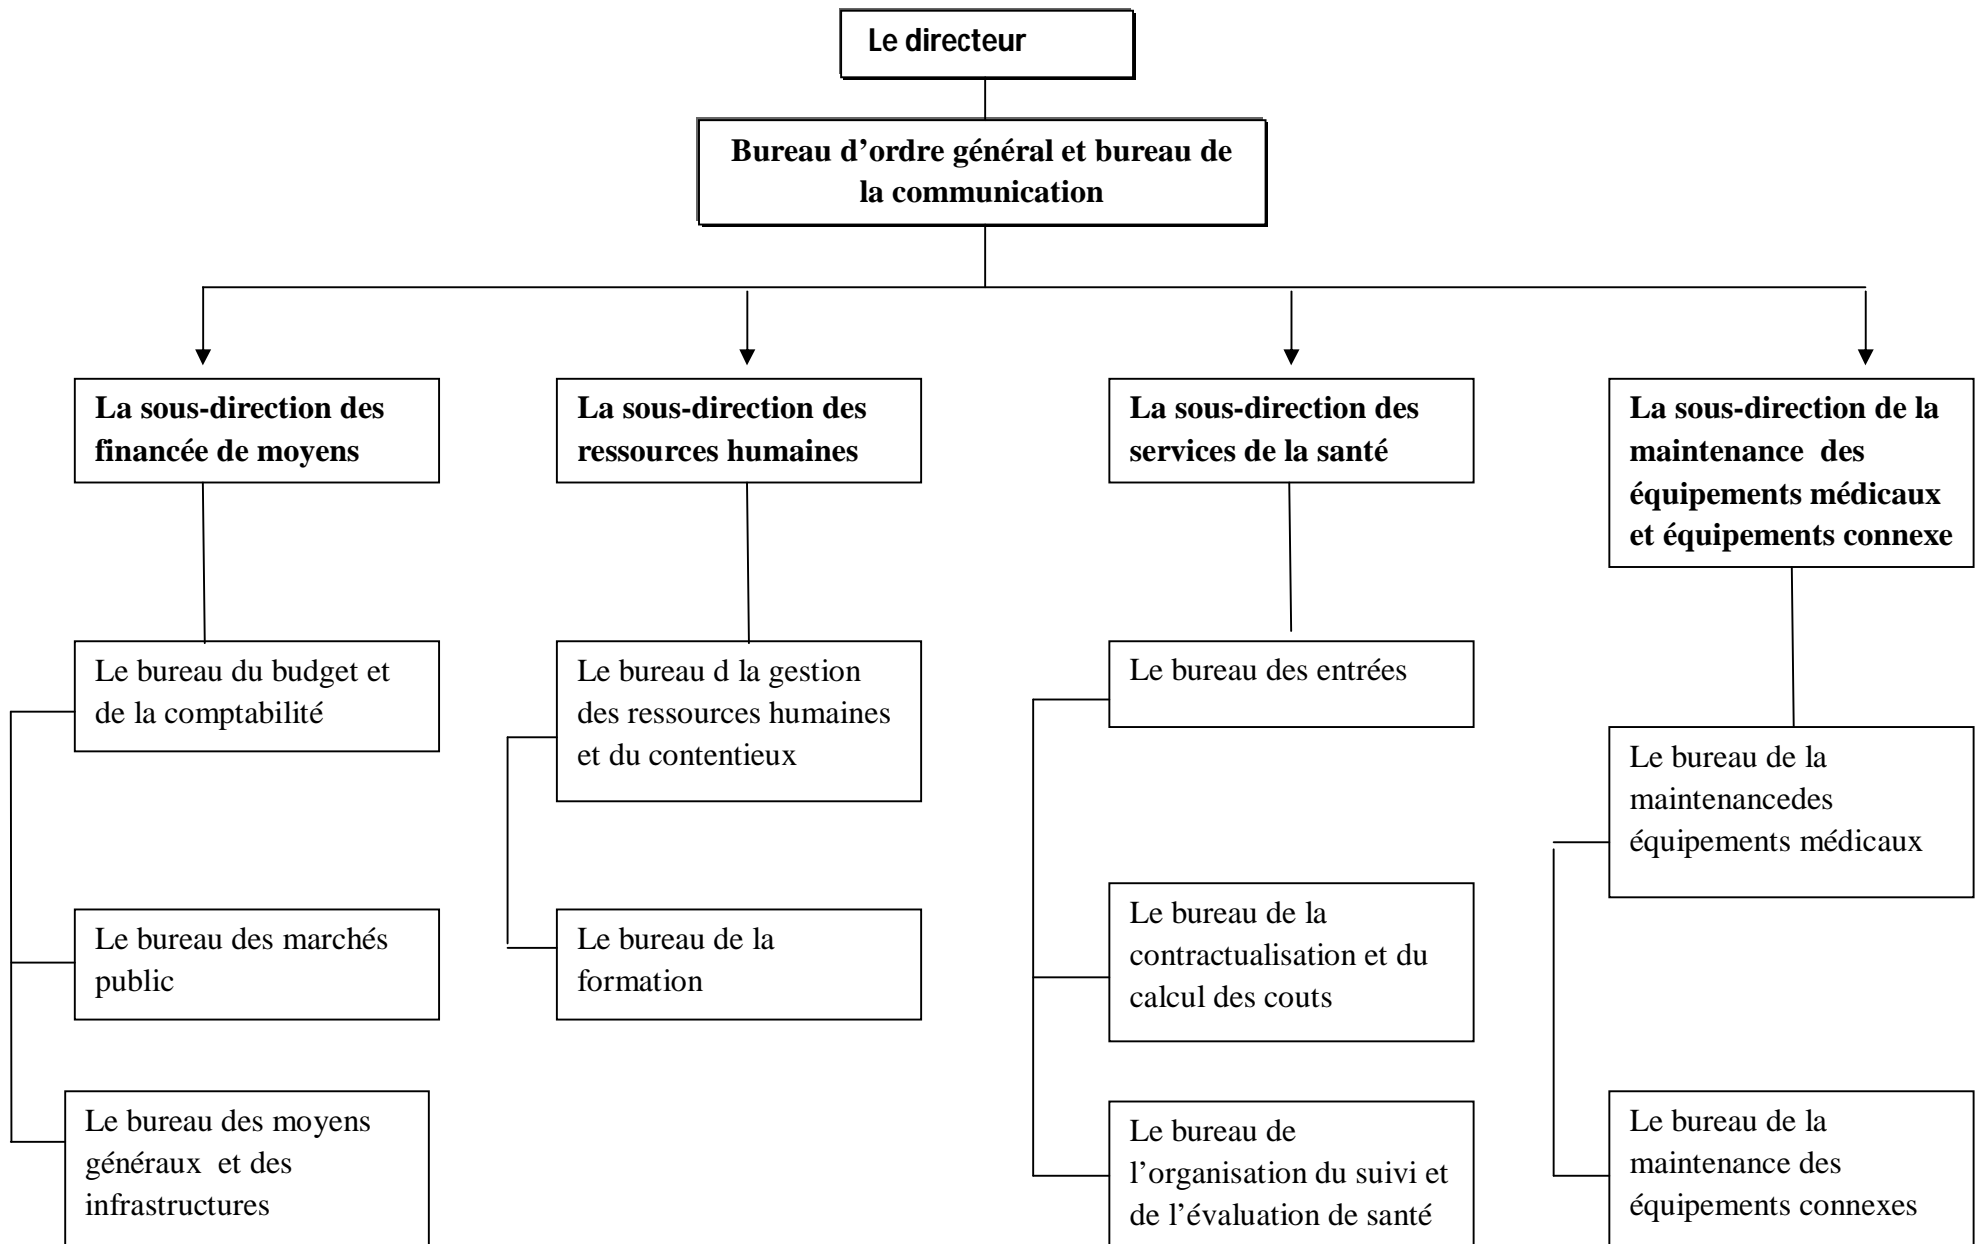 Le directeur
Bureau d’ordre général et bureau de
la communication
La sous-direction des
financée de moyens
La sous-direction des
ressources humaines
La sous-direction des
services de la santé
La sous-direction de la
maintenance  des
équipements médicaux
et équipements connexe
Le bureau du budget et
de la comptabilité
Le bureau d la gestion
des ressources humaines
et du contentieux
Le bureau des entrées
Le bureau de la
maintenancedes
équipements médicaux
Le bureau des marchés
public
Le bureau de la
formation
Le bureau de la
contractualisation et du
calcul des couts
Le bureau des moyens
généraux  et des
infrastructures
Le bureau de
l’organisation du suivi et
de l’évaluation de santé
Le bureau de la
maintenance des
équipements connexes